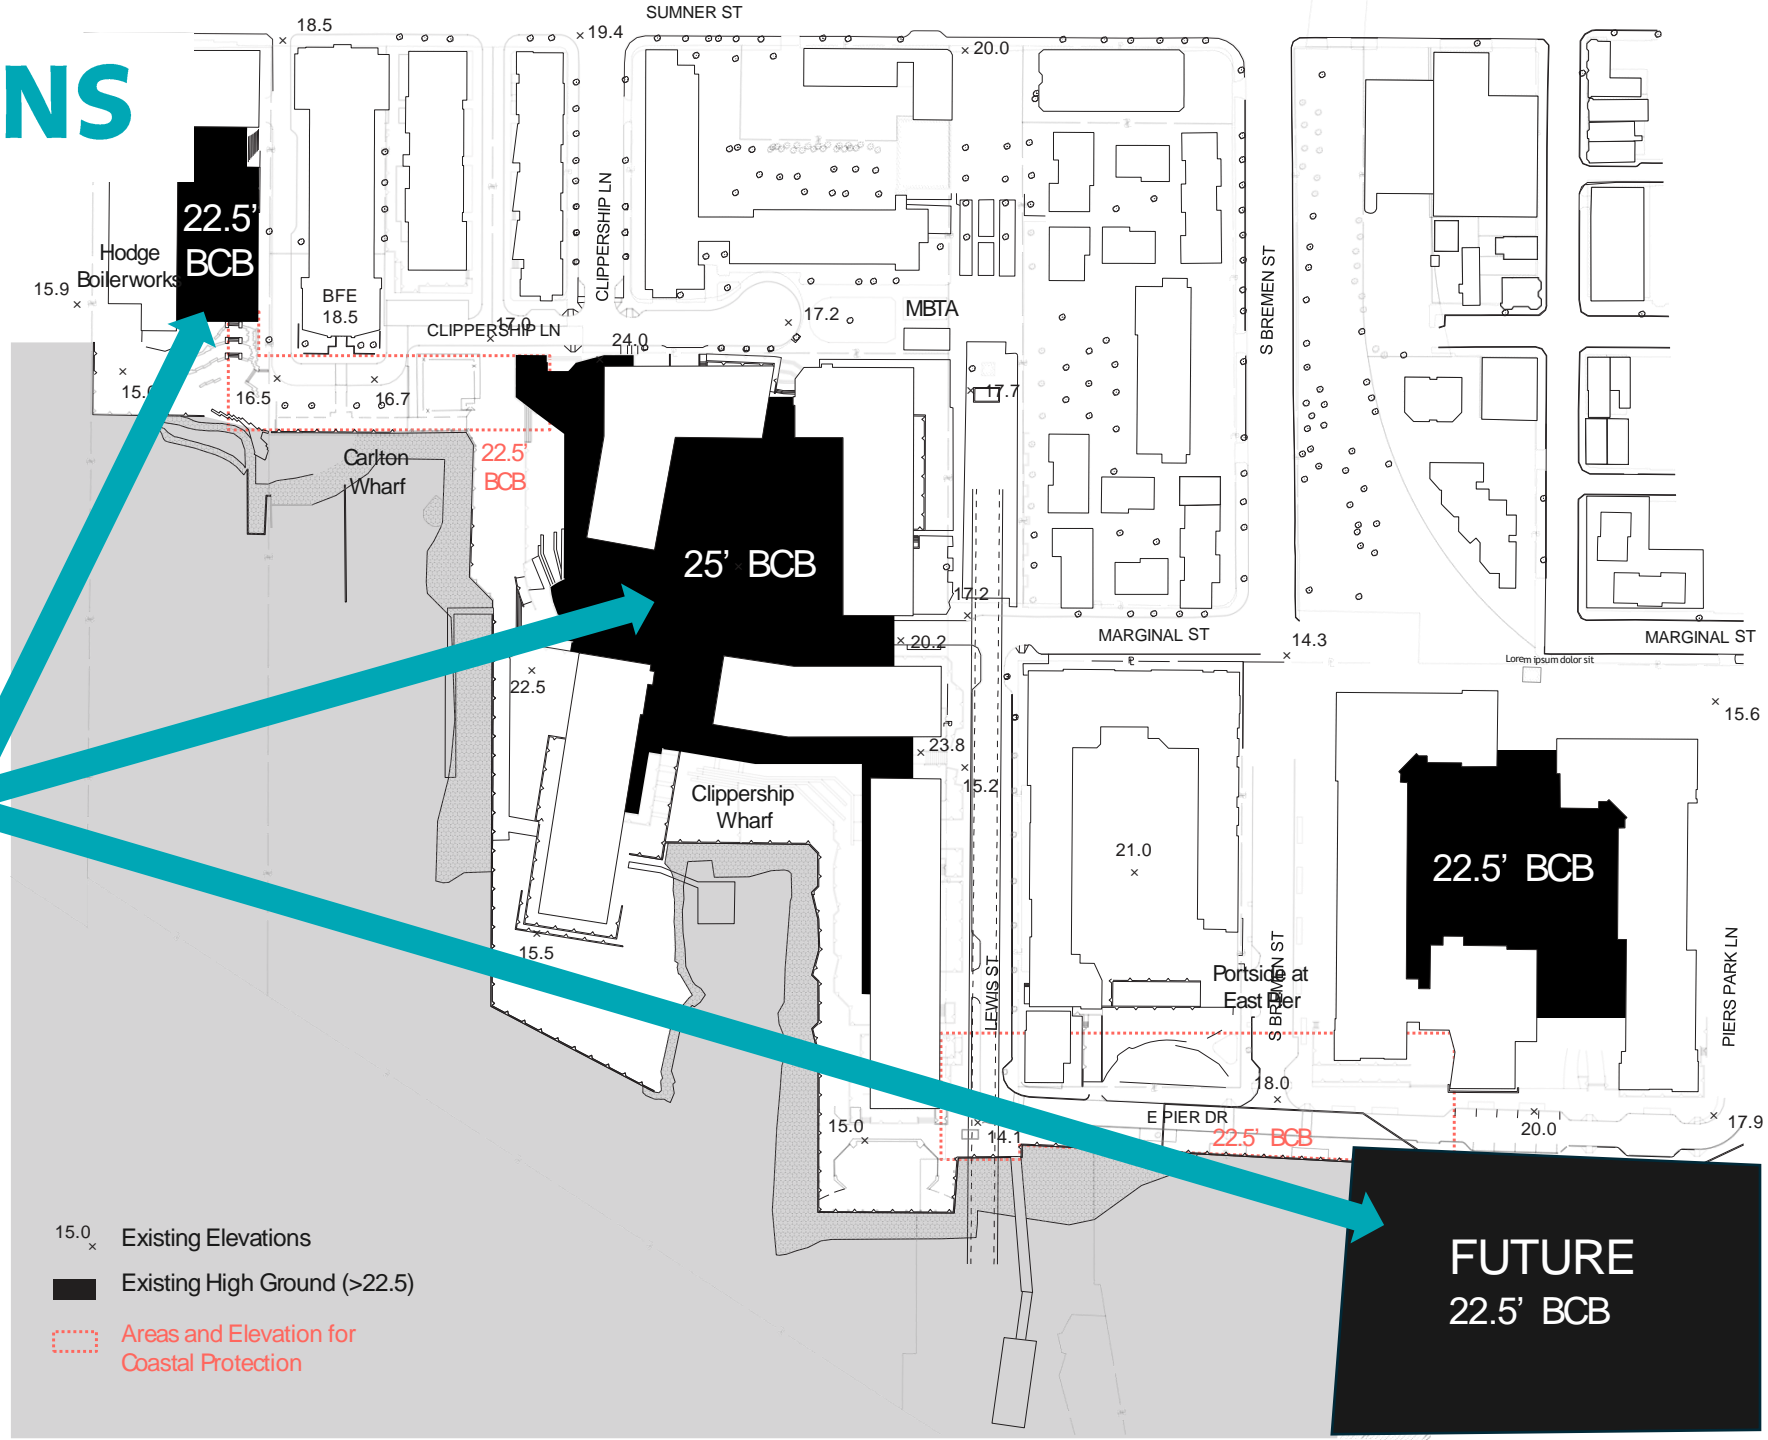 SUMNER ST
18.5
19.4
20.0
NS
22.5'
BCB
Hodge
Boilerworks
15.9
BFE
18.5
CLIPPERSHIP LN
CLIPPERSHIP LN
17.0
24.0
17.2
MBTA
S BREMEN ST
16.5
16.7
17.7
Carlton
Wharf
22.5'
BCB
25' BCB
17.2
20.2
MARGINAL ST
14.3
MARGINAL ST
Lorem ipsum dolor sit
22.5
15.6
23.8
15.2
Clippership
Wharf
21.0
22.5' BCB
15.5
LEWIS ST
Portside at
East Pier
S BREMEN ST
PIERS PARK LN
18.0
E PIER DR
22.5' BCB
15.0
14.1
20.0
17.9
15.0
Existing Elevations
Existing High Ground (>22.5)
Areas and Elevation for
Coastal Protection
FUTURE
22.5' BCB